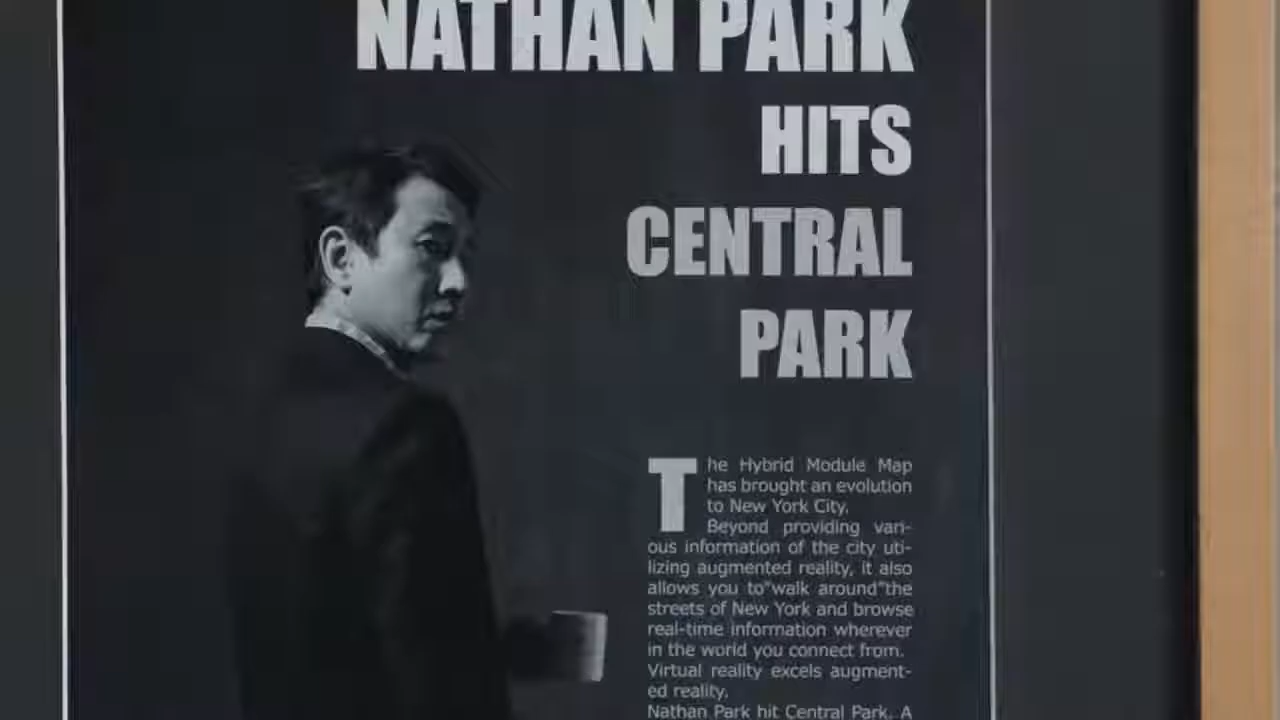 NATHAN PARK
HITS
CENTRAL
PARK
The Hybrid Module Map
has brought an evolution
to New York City.
Beyond providing vari-
ous information of the city uti-
lizing augmented reality, it also
allows you to"walk around"the
streets of New York and browse
real-time information wherever
in the world you connect from.
Virtual reality excels augment-
ed reality.
Nathan Park hit Central Park. A